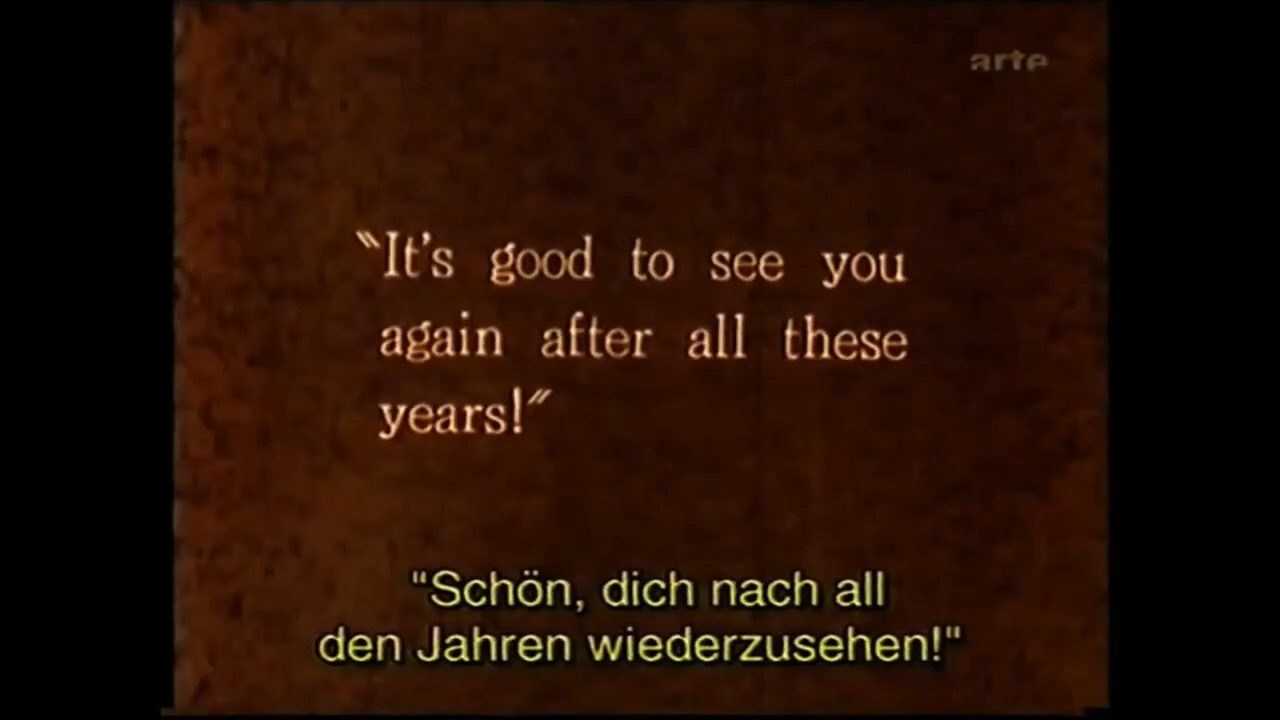 arte
"It's good to see you
again after all these
years!"
"Schön, dich nach all
den Jahren wiederzusehen!"